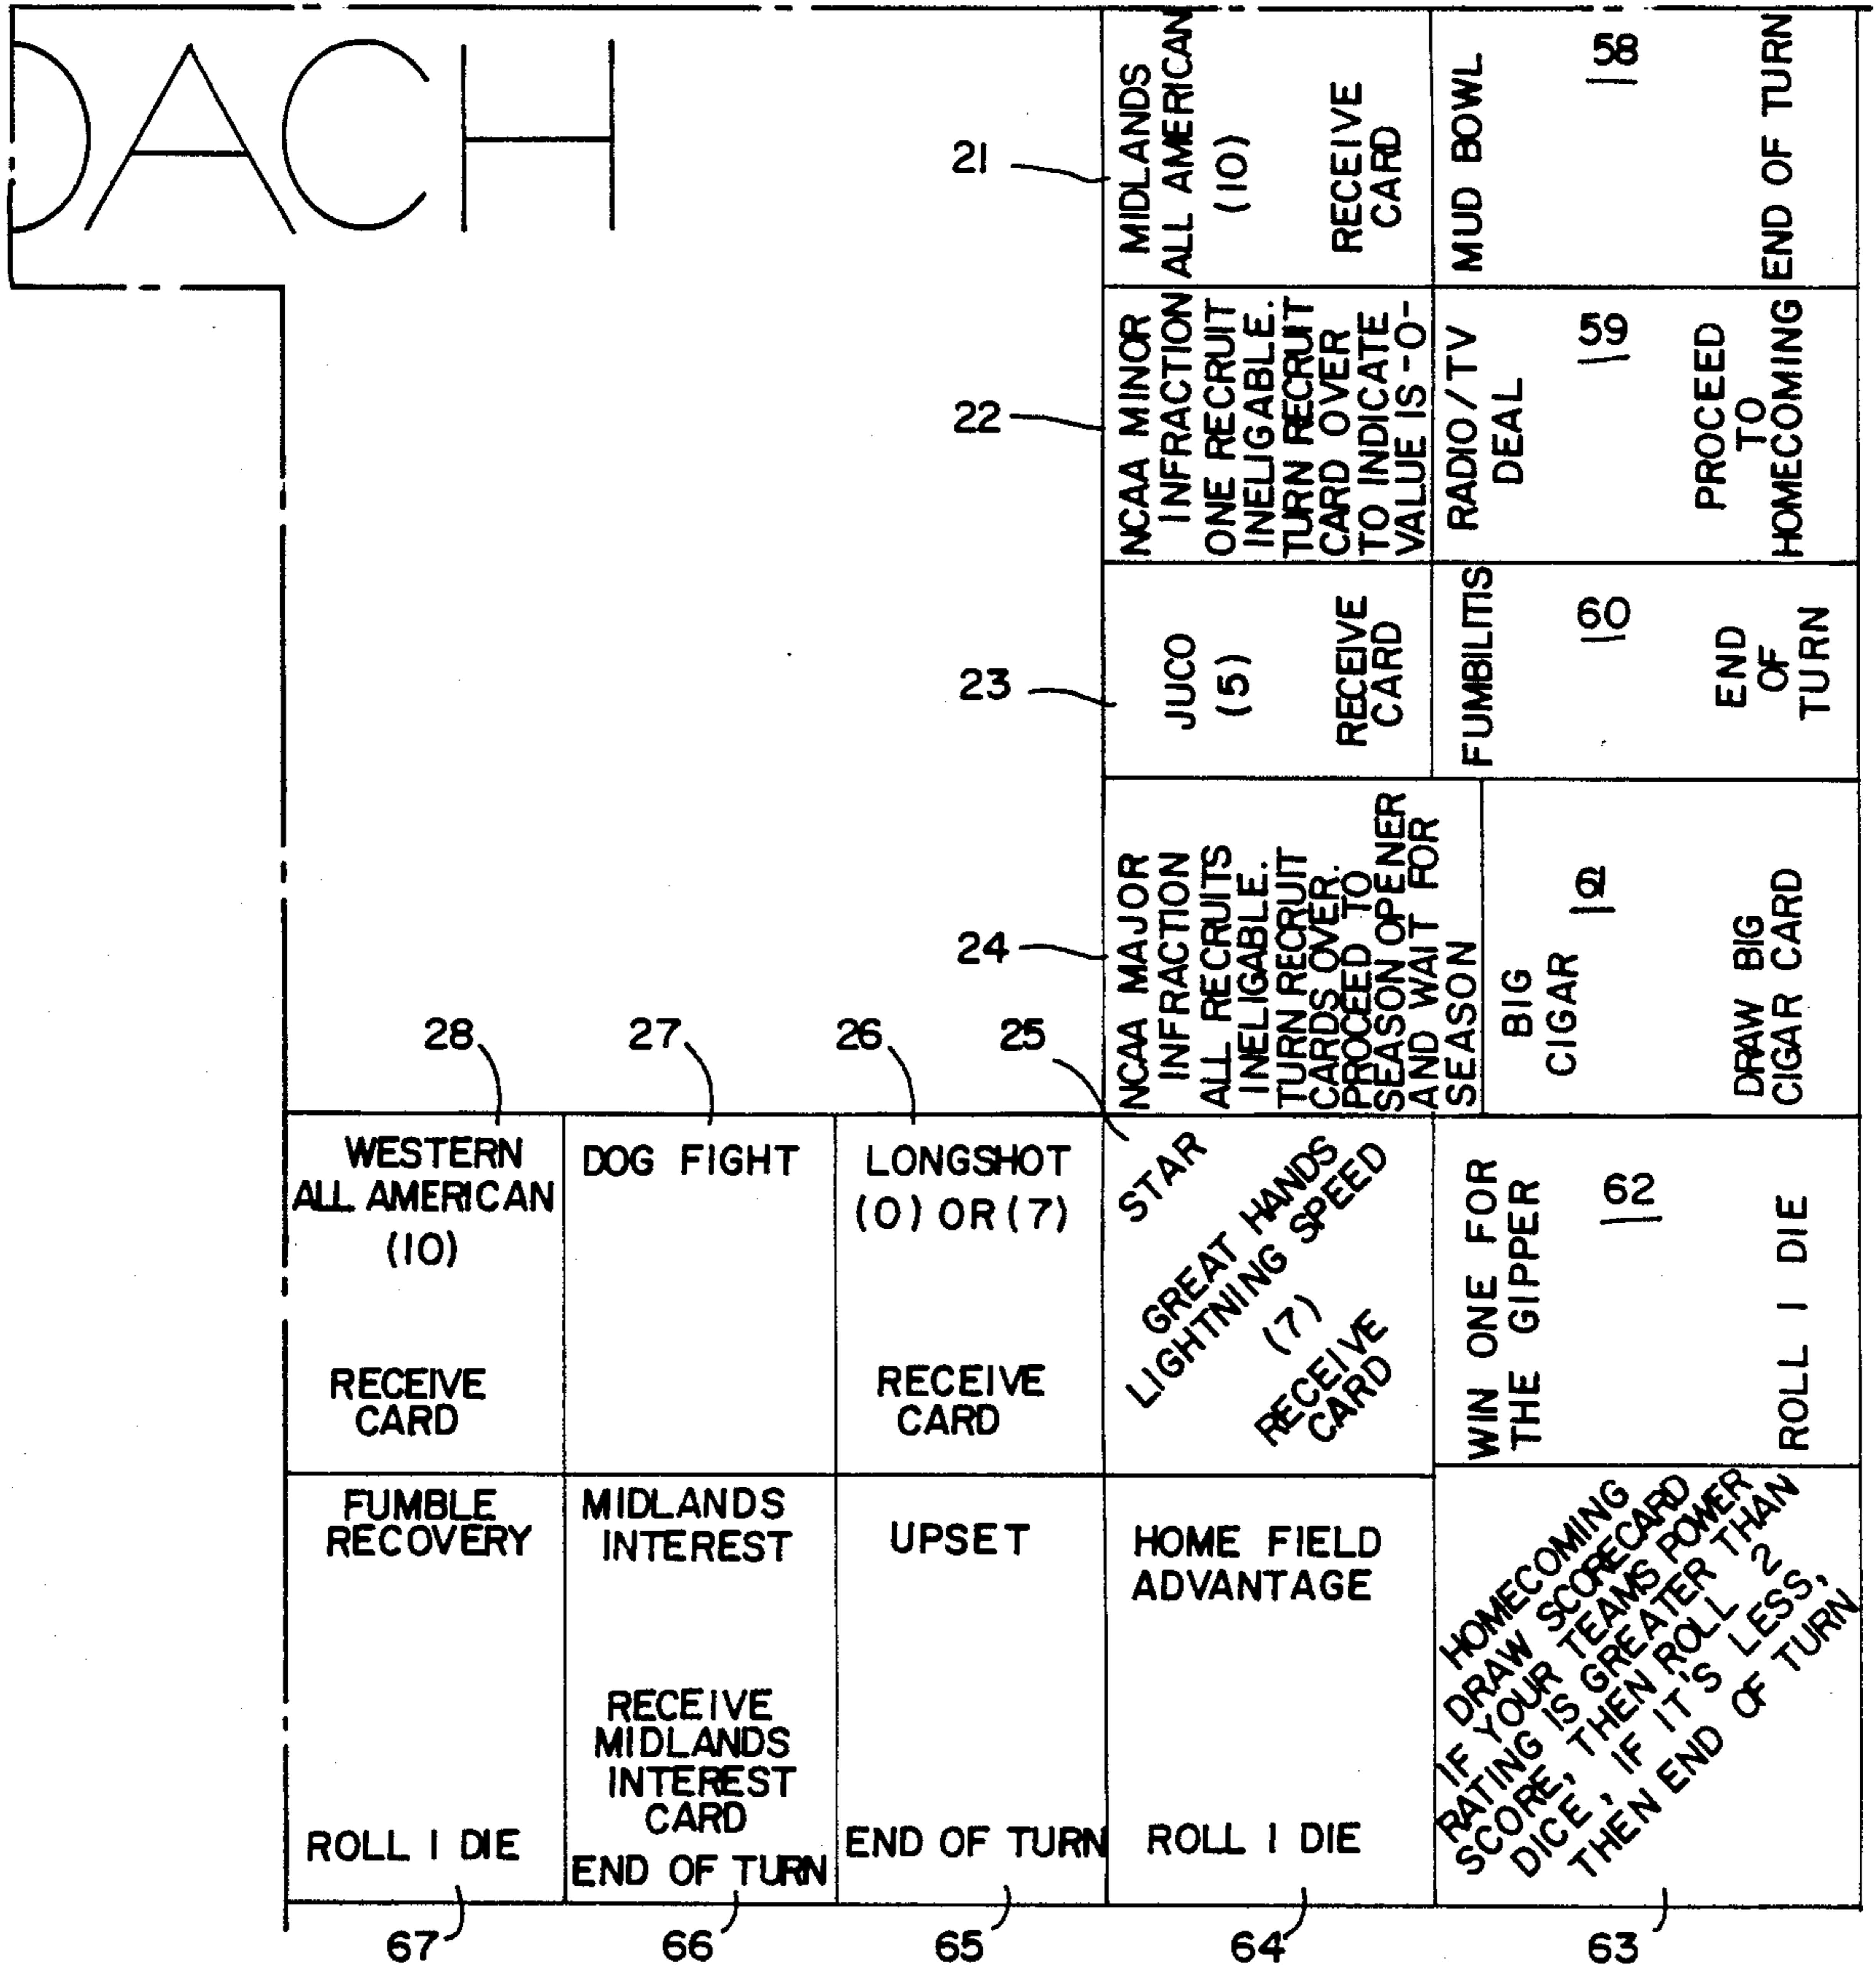 OACH
21
MIDLANDS
ALL AMERICAN
(10)
RECEIVE
CARD
MUD BOWL
58
END OF TURN
22
NCAA MINOR
INFRACTION
ONE RECRUIT
INELIGABLE.
TURN RECRUIT
CARD OVER
TO INDICATE
VALUE IS -0-
RADIO/TV
DEAL
59
PROCEED
TO
HOMECOMING
23
JUCO
(5)
RECEIVE
CARD
FUMBILITIS
60
END
OF
TURN
24
NCAA MAJOR
INFRACTION
ALL RECRUITS
INELIGABLE.
TURN RECRUIT
CARDS OVER.
PROCEED TO
SEASON OPENER
AND WAIT FOR
SEASON
BIG
CIGAR
61
DRAW BIG
CIGAR CARD
28
27
26
25
WESTERN
ALL AMERICAN
(10)
RECEIVE
CARD
DOG FIGHT
LONGSHOT
(0) OR (7)
RECEIVE
CARD
STAR
GREAT HANDS
LIGHTNING SPEED
(7)
RECEIVE
CARD
WIN ONE FOR
THE GIPPER
62
ROLL 1 DIE
FUMBLE
RECOVERY
ROLL 1 DIE
MIDLANDS
INTEREST
RECEIVE
MIDLANDS
INTEREST
CARD
END OF TURN
UPSET
END OF TURN
HOME FIELD
ADVANTAGE
ROLL 1 DIE
HOMECOMING
DRAW SCORECARD
IF YOUR TEAMS POWER
RATING IS GREATER THAN
SCORE, THEN ROLL 2
DICE, IF IT'S LESS,
THEN END OF TURN
67
66
65
64
63